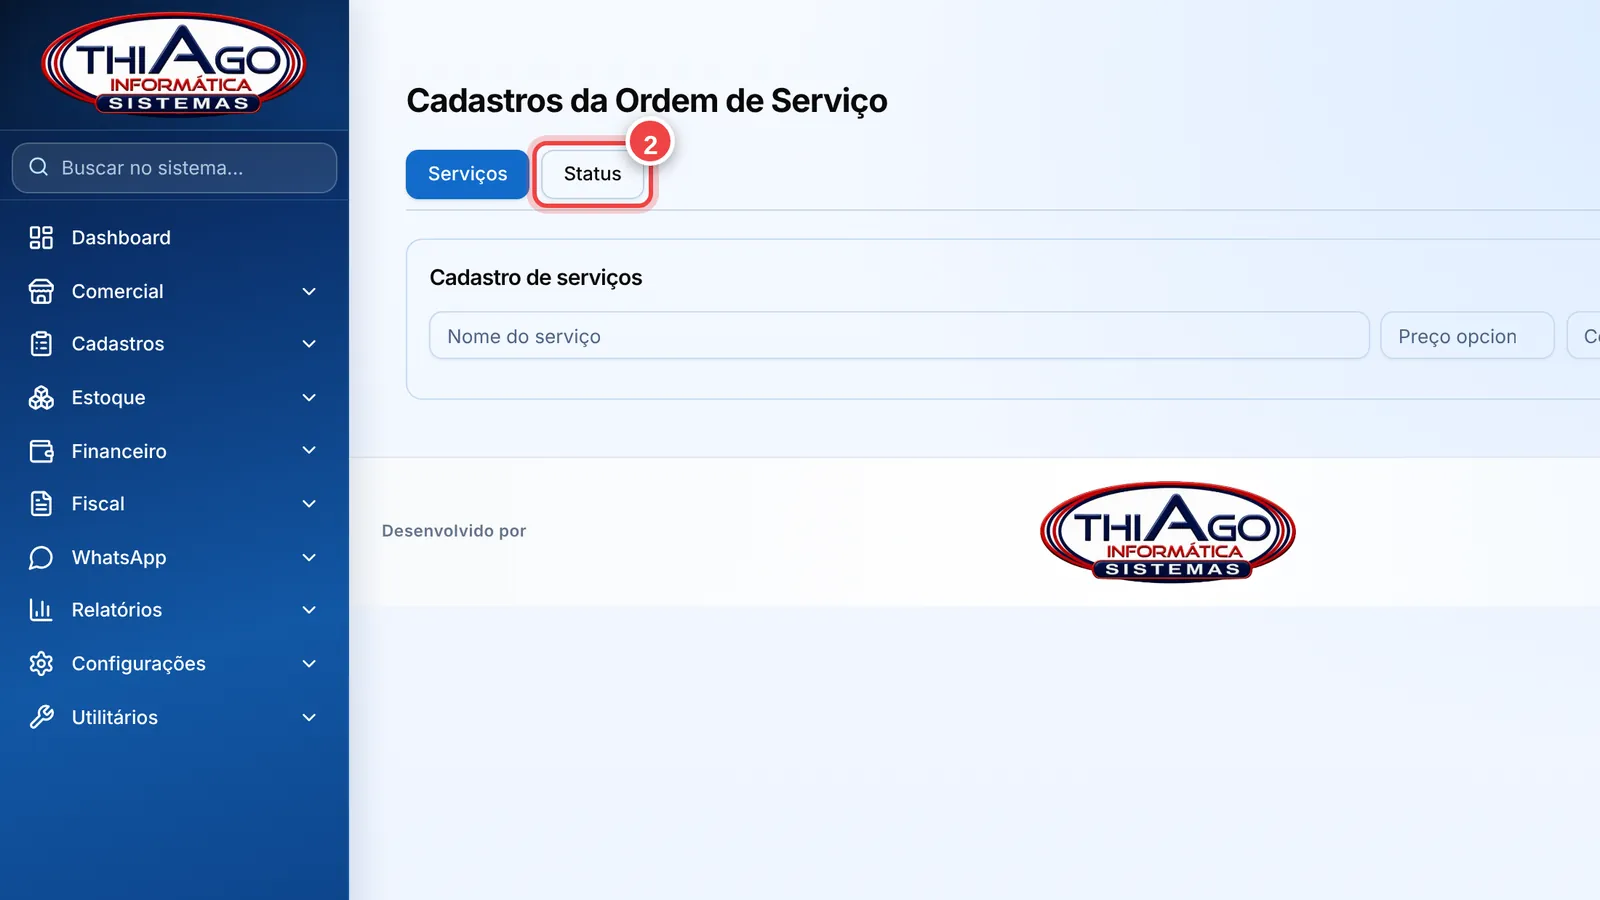 THIAGO
INFORMÁTICA
SISTEMAS
Buscar no sistema...
Dashboard
Comercial
Cadastros
Estoque
Financeiro
Fiscal
WhatsApp
Relatórios
Configurações
Utilitários
Cadastros da Ordem de Serviço
Serviços
Status
2
Cadastro de serviços
Nome do serviço
Preço opcion
Desenvolvido por
THIAGO
INFORMÁTICA
SISTEMAS